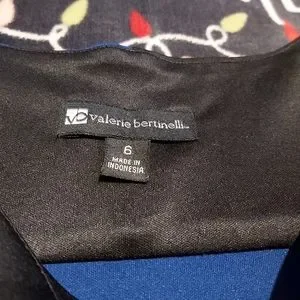 vb valerie bertinelli
6
MADE IN
INDONESIA